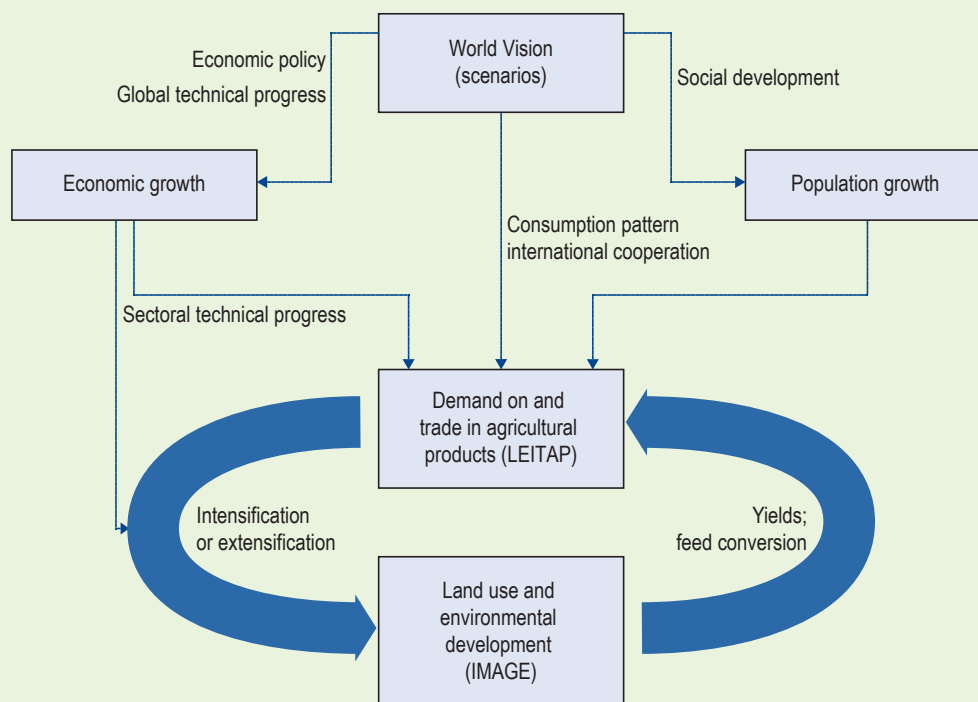 World Vision
(scenarios)
Economic policy
Global technical progress
Social development
Economic growth
Population growth
Consumption pattern
international cooperation
Sectoral technical progress
Demand on and
trade in agricultural
products (LEITAP)
Intensification
or extensification
Yields;
feed conversion
Land use and
environmental
development
(IMAGE)